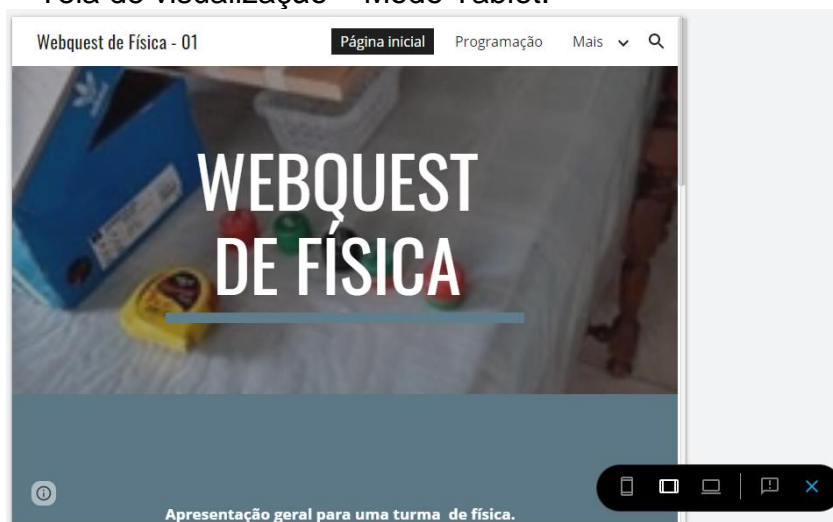 Tela de visualização – Modo Tablet.
Webquest de Física - 01
Página inicial Programação Mais
WEBQUEST
DE FÍSICA
Apresentação geral para uma turma de física.